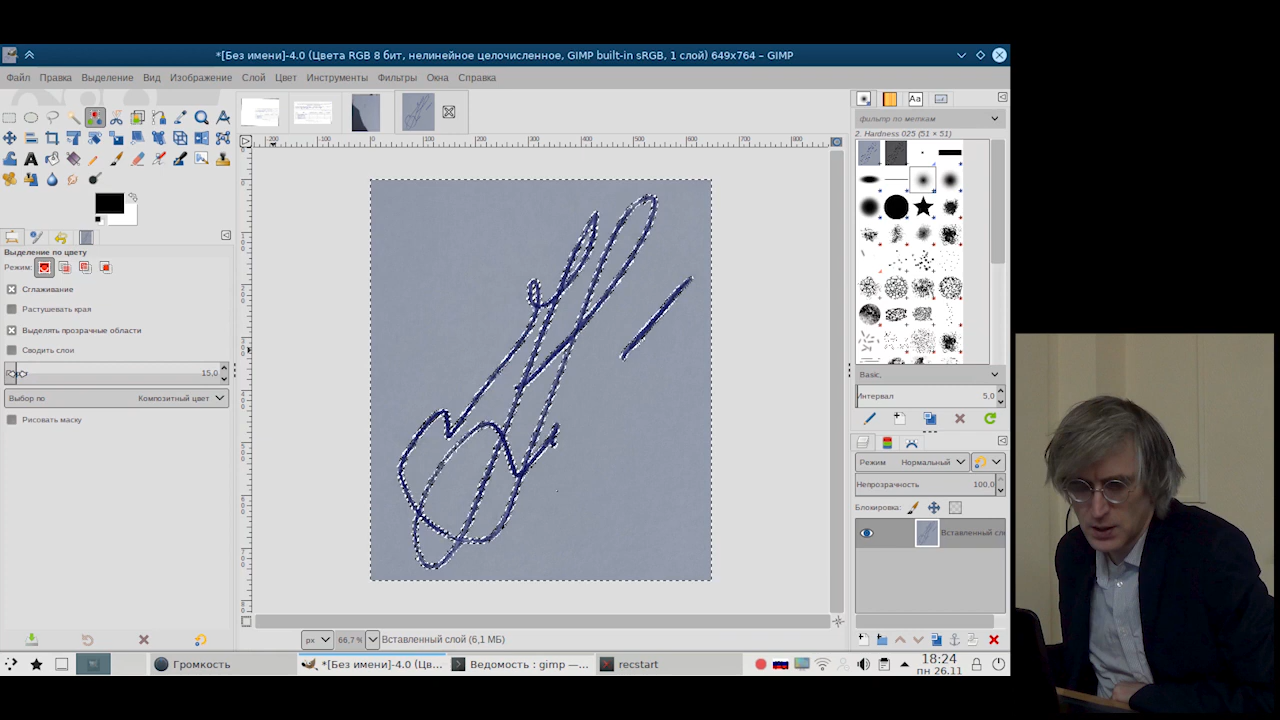 *[Без имени]-4.0 (Цвета RGB 8 бит, нелинейное целочисленное, GIMP built-in sRGB, 1 слой) 649x764 – GIMP
Файл Правка Выделение Вид Изображение Слой Цвет Инструменты Фильтры Окна Справка
фильтр по меткам
2. Hardness 025 (51 × 51)
Выделение по цвету
Режим:
Сглаживание
Растушевать края
Выделять прозрачные области
Сводить слои
15,0
Выбор по Композитный цвет
Рисовать маску
Basic,
Интервал 5,0
Режим Нормальный
Непрозрачность 100,0
Блокировка:
Вставленный сло
px 66.7 % Вставленный слой (6,1 МБ)
Громкость *[Без имени]-4.0 (Цв... Ведомость : gimp —... recstart
18:24
пн 26.11